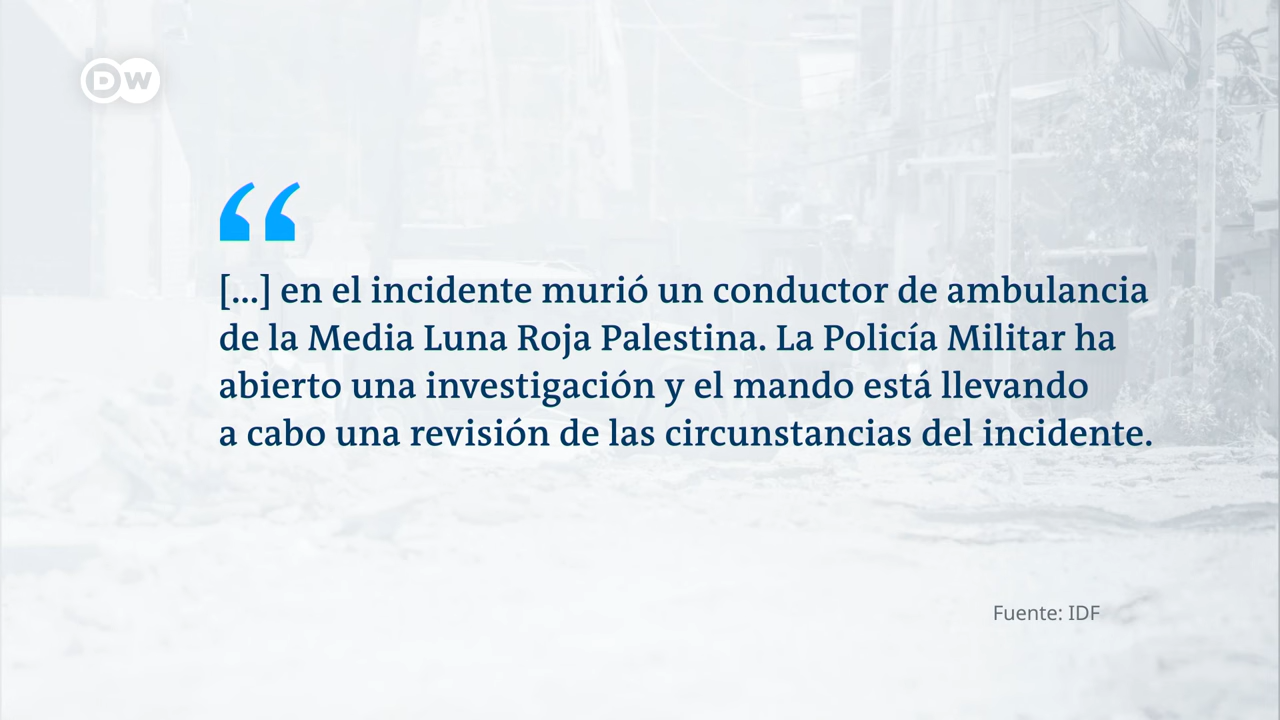 DW
[...] en el incidente murió un conductor de ambulancia
de la Media Luna Roja Palestina. La Policía Militar ha
abierto una investigación y el mando está llevando
a cabo una revisión de las circunstancias del incidente.
Fuente: IDF